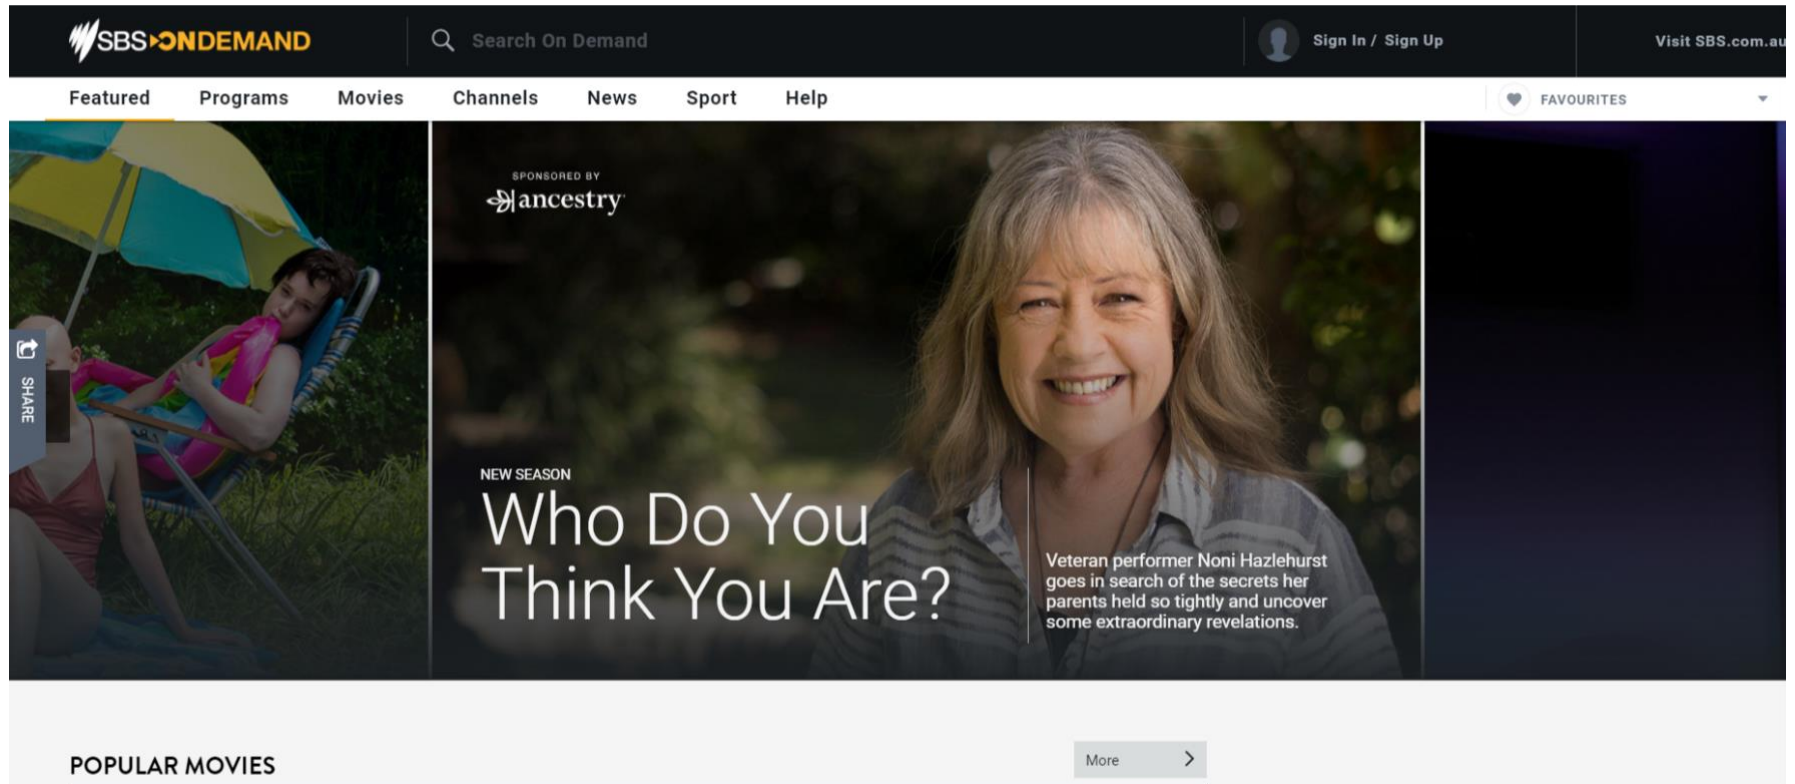 SBS ONDEMAND
Search On Demand
Sign In / Sign Up
Visit SBS.com.au
Featured
Programs
Movies
Channels
News
Sport
Help
FAVOURITES
SHARE
SPONSORED BY
ancestry
NEW SEASON
Who Do You
Think You Are?
Veteran performer Noni Hazlehurst
goes in search of the secrets her
parents held so tightly and uncover
some extraordinary revelations.
POPULAR MOVIES
More